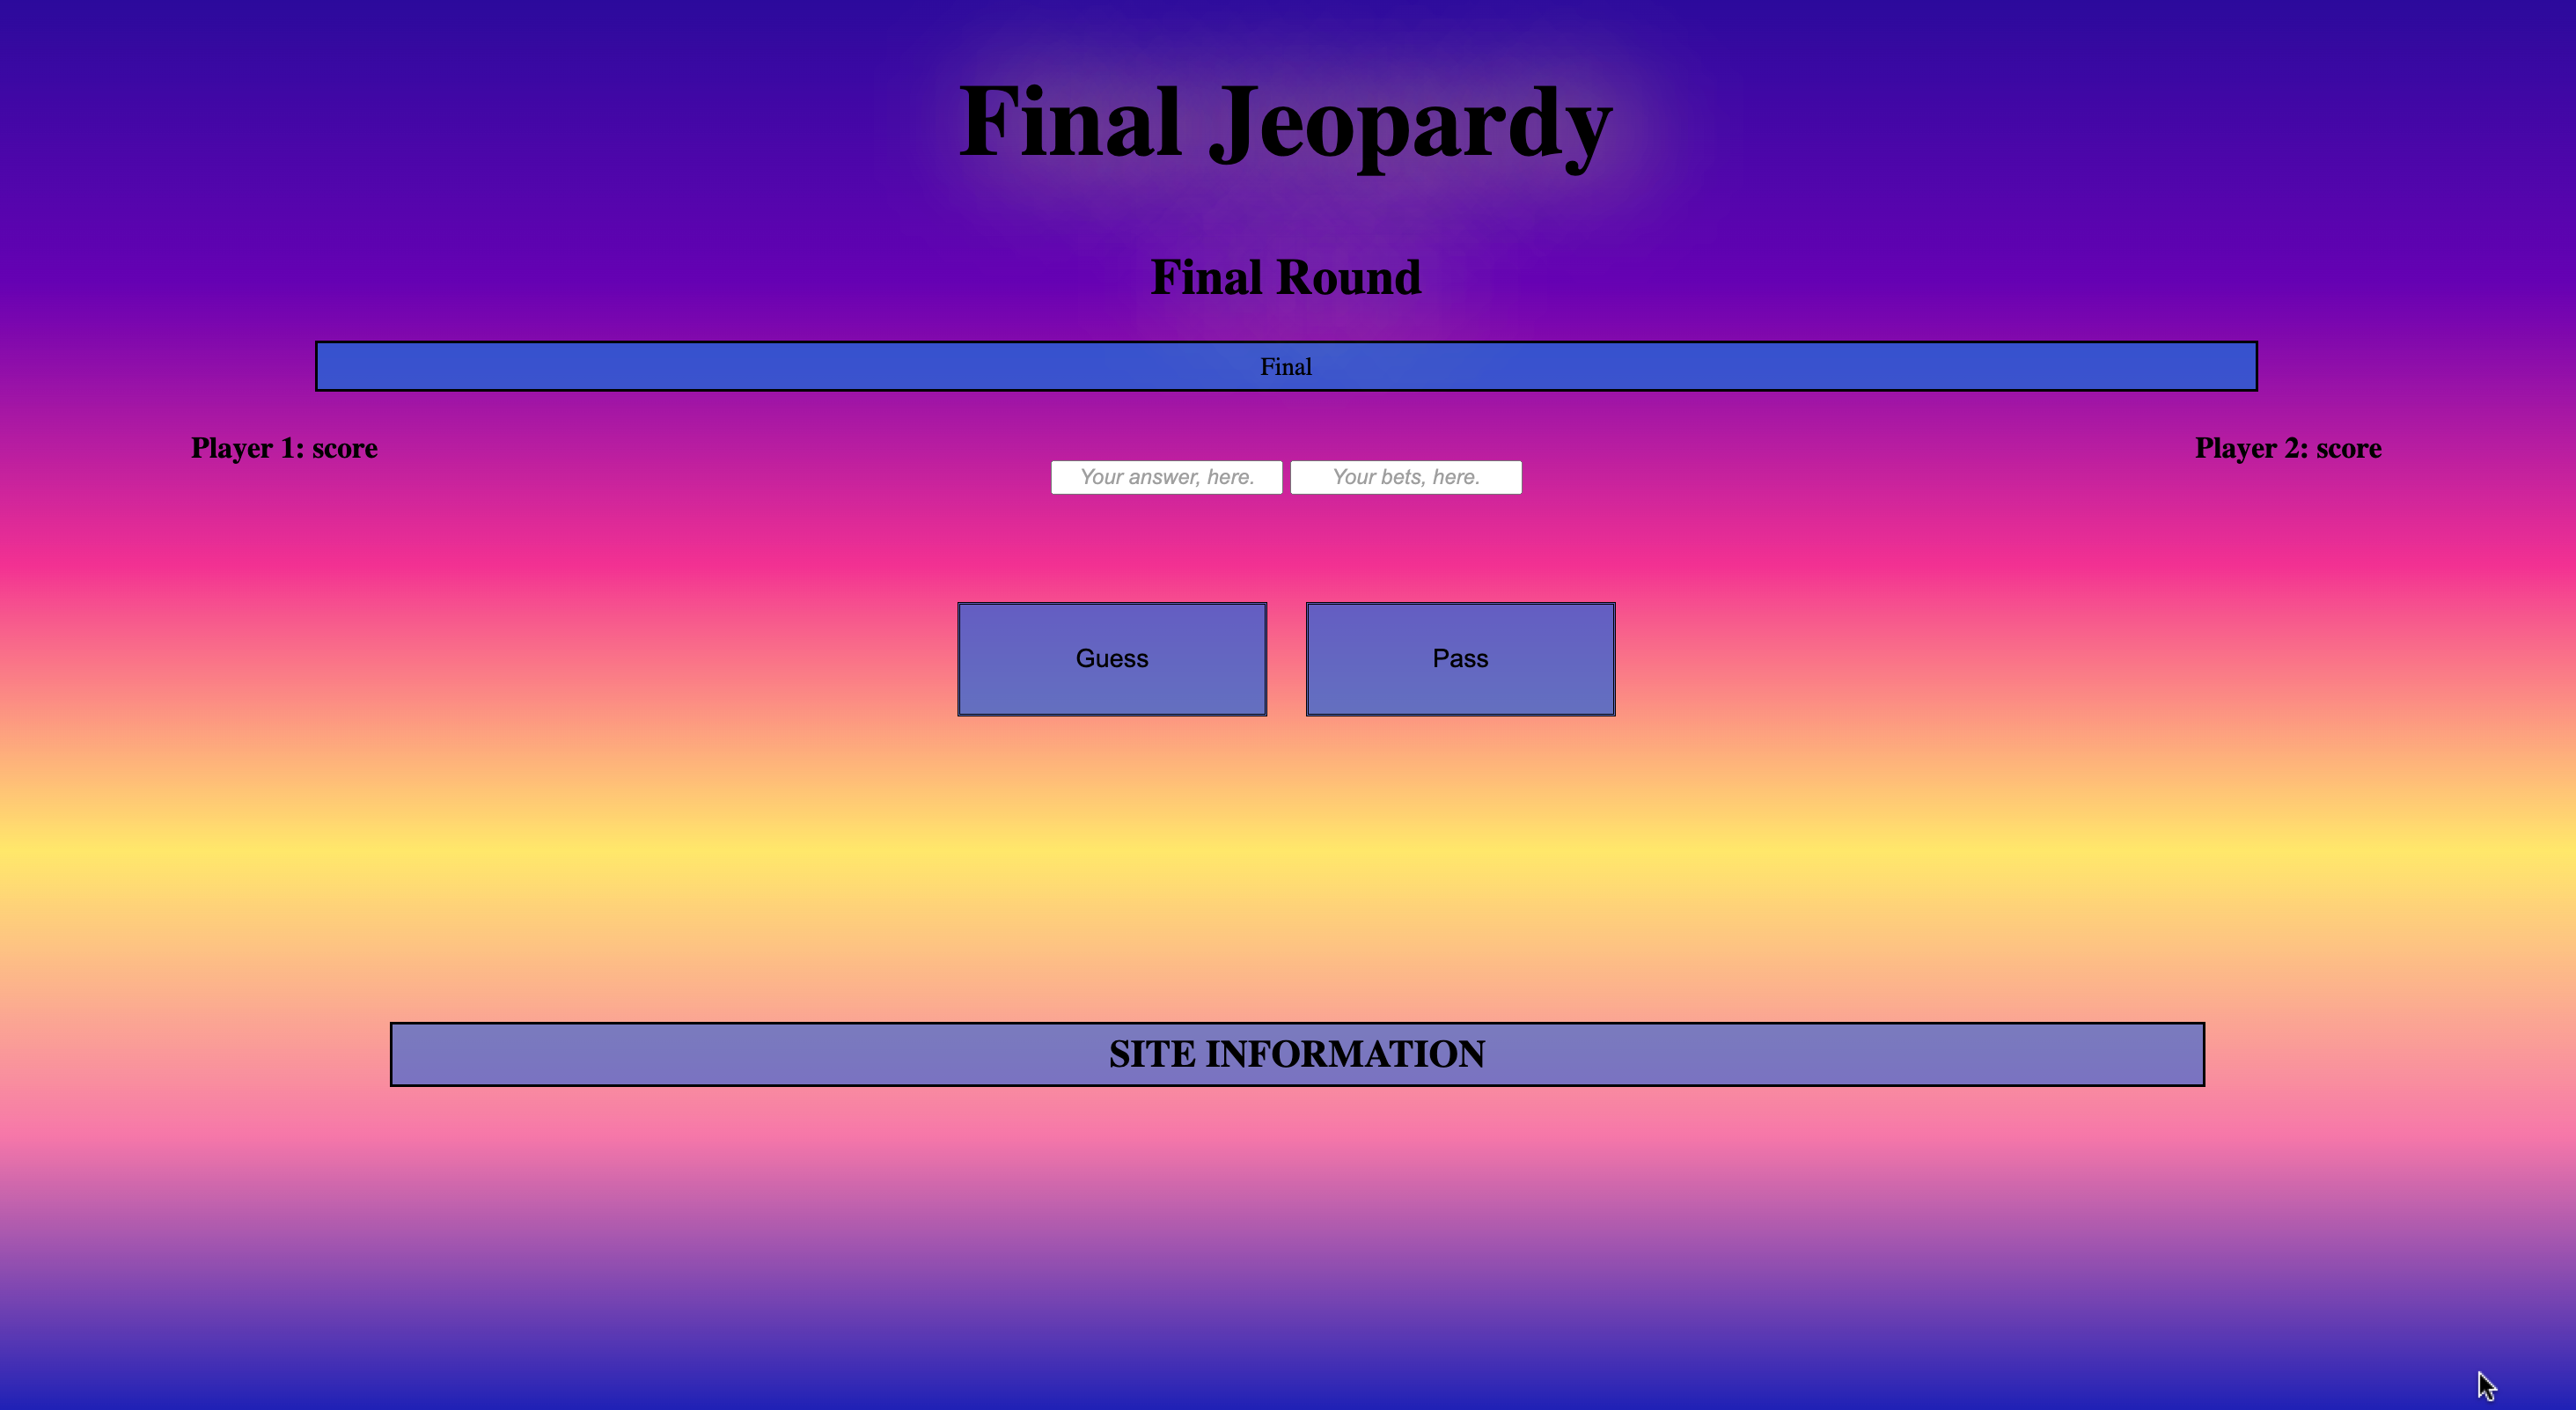 Final Jeopardy
Final Round
Final
Player 1: score
Player 2: score
Your answer, here.
Your bets, here.
Guess
Pass
SITE INFORMATION